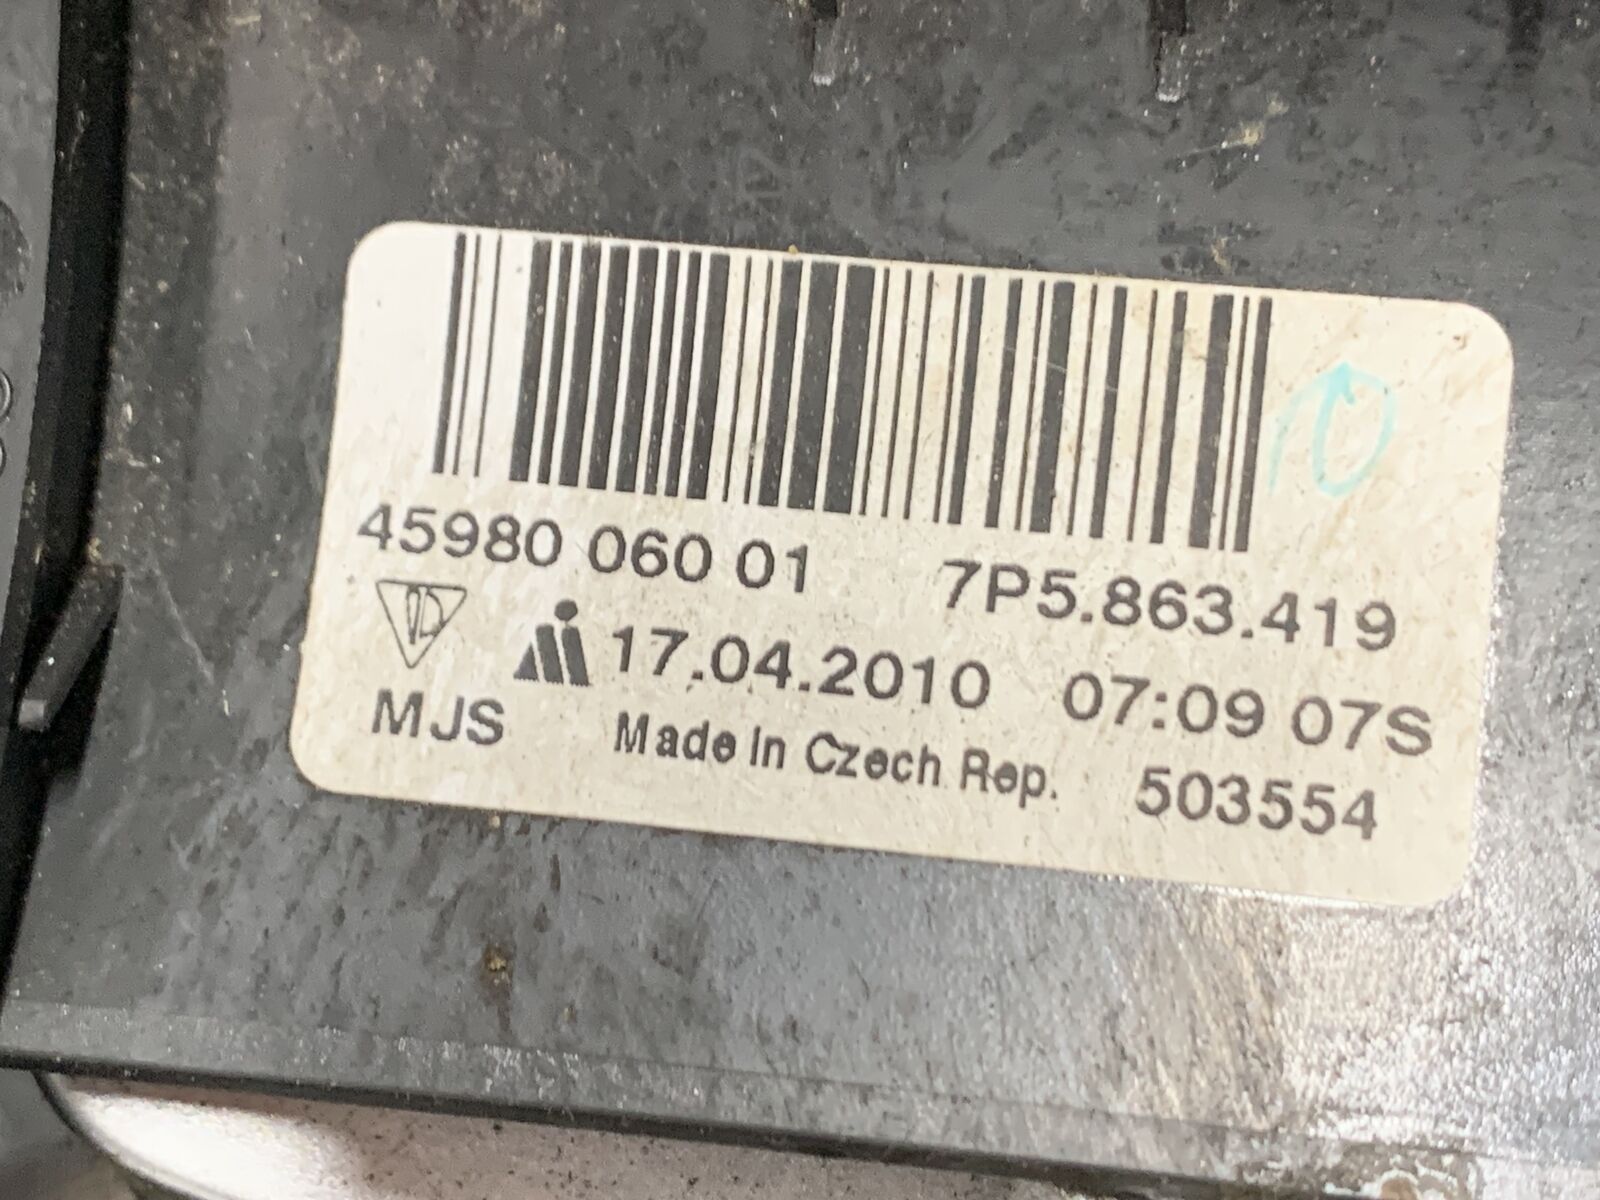 45980 060 01 7P5.863.419
17.04.2010 07:09 07S
MJS Made in Czech Rep. 503554